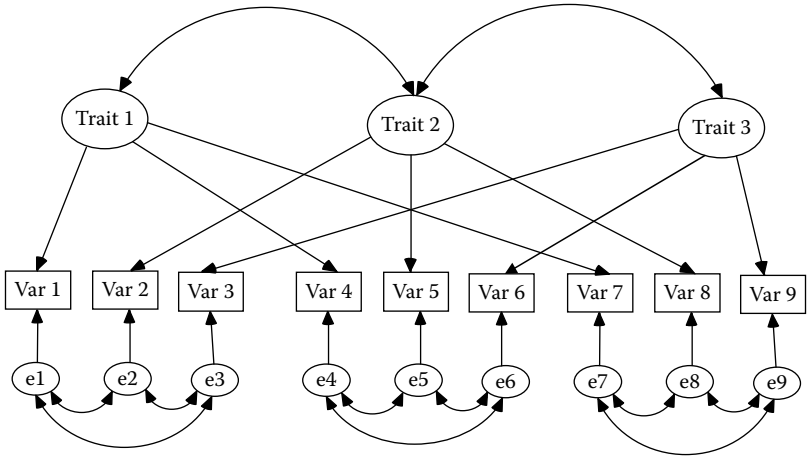 Trait 1
Trait 2
Trait 3
Var 1
Var 2
Var 3
Var 4
Var 5
Var 6
Var 7
Var 8
Var 9
e1
e2
e3
e4
e5
e6
e7
e8
e9